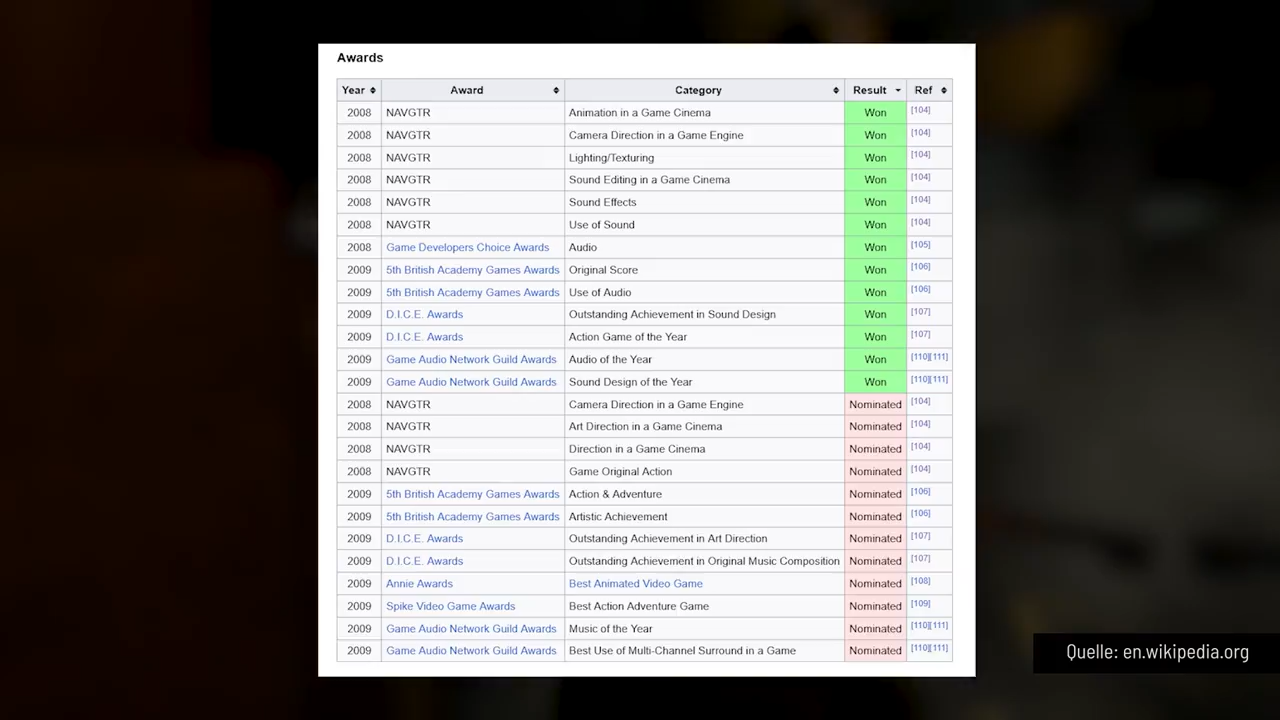 Awards
Year Award Category Result Ref
2008 NAVGTR Animation in a Game Cinema Won [104]
2008 NAVGTR Camera Direction in a Game Engine Won [104]
2008 NAVGTR Lighting/Texturing Won [104]
2008 NAVGTR Sound Editing in a Game Cinema Won [104]
2008 NAVGTR Sound Effects Won [104]
2008 NAVGTR Use of Sound Won [104]
2008 Game Developers Choice Awards Audio Won [105]
2009 5th British Academy Games Awards Original Score Won [106]
2009 5th British Academy Games Awards Use of Audio Won [106]
2009 D.I.C.E. Awards Outstanding Achievement in Sound Design Won [107]
2009 D.I.C.E. Awards Action Game of the Year Won [107]
2009 Game Audio Network Guild Awards Audio of the Year Won [110][111]
2009 Game Audio Network Guild Awards Sound Design of the Year Won [110][111]
2008 NAVGTR Camera Direction in a Game Engine Nominated [104]
2008 NAVGTR Art Direction in a Game Cinema Nominated [104]
2008 NAVGTR Direction in a Game Cinema Nominated [104]
2008 NAVGTR Game Original Action Nominated [104]
2009 5th British Academy Games Awards Action & Adventure Nominated [106]
2009 5th British Academy Games Awards Artistic Achievement Nominated [106]
2009 D.I.C.E. Awards Outstanding Achievement in Art Direction Nominated [107]
2009 D.I.C.E. Awards Outstanding Achievement in Original Music Composition Nominated [107]
2009 Annie Awards Best Animated Video Game Nominated [108]
2009 Spike Video Game Awards Best Action Adventure Game Nominated [109]
2009 Game Audio Network Guild Awards Music of the Year Nominated [110][111]
2009 Game Audio Network Guild Awards Best Use of Multi-Channel Surround in a Game Nominated [110][111]
Quelle: en.wikipedia.org